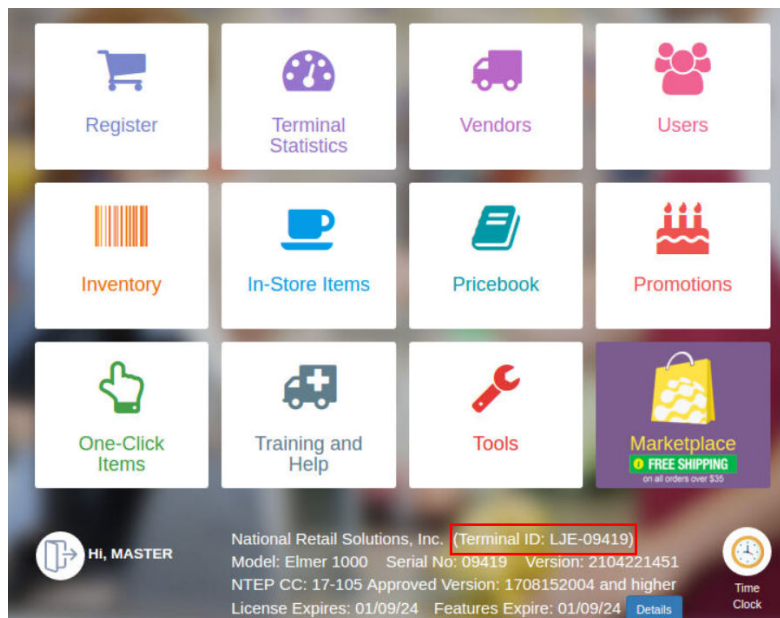 Register
Terminal
Statistics
Vendors
Users
Inventory
In-Store Items
Pricebook
Promotions
One-Click
Items
Training and
Help
Tools
Marketplace
FREE SHIPPING
on all orders over $35
Hi, MASTER
National Retail Solutions, Inc. (Terminal ID: LJE-09419)
Model: Elmer 1000 Serial No: 09419 Version: 2104221451
NTEP CC: 17-105 Approved Version: 1708152004 and higher
License Expires: 01/09/24 Features Expire: 01/09/24 Details
Time
Clock